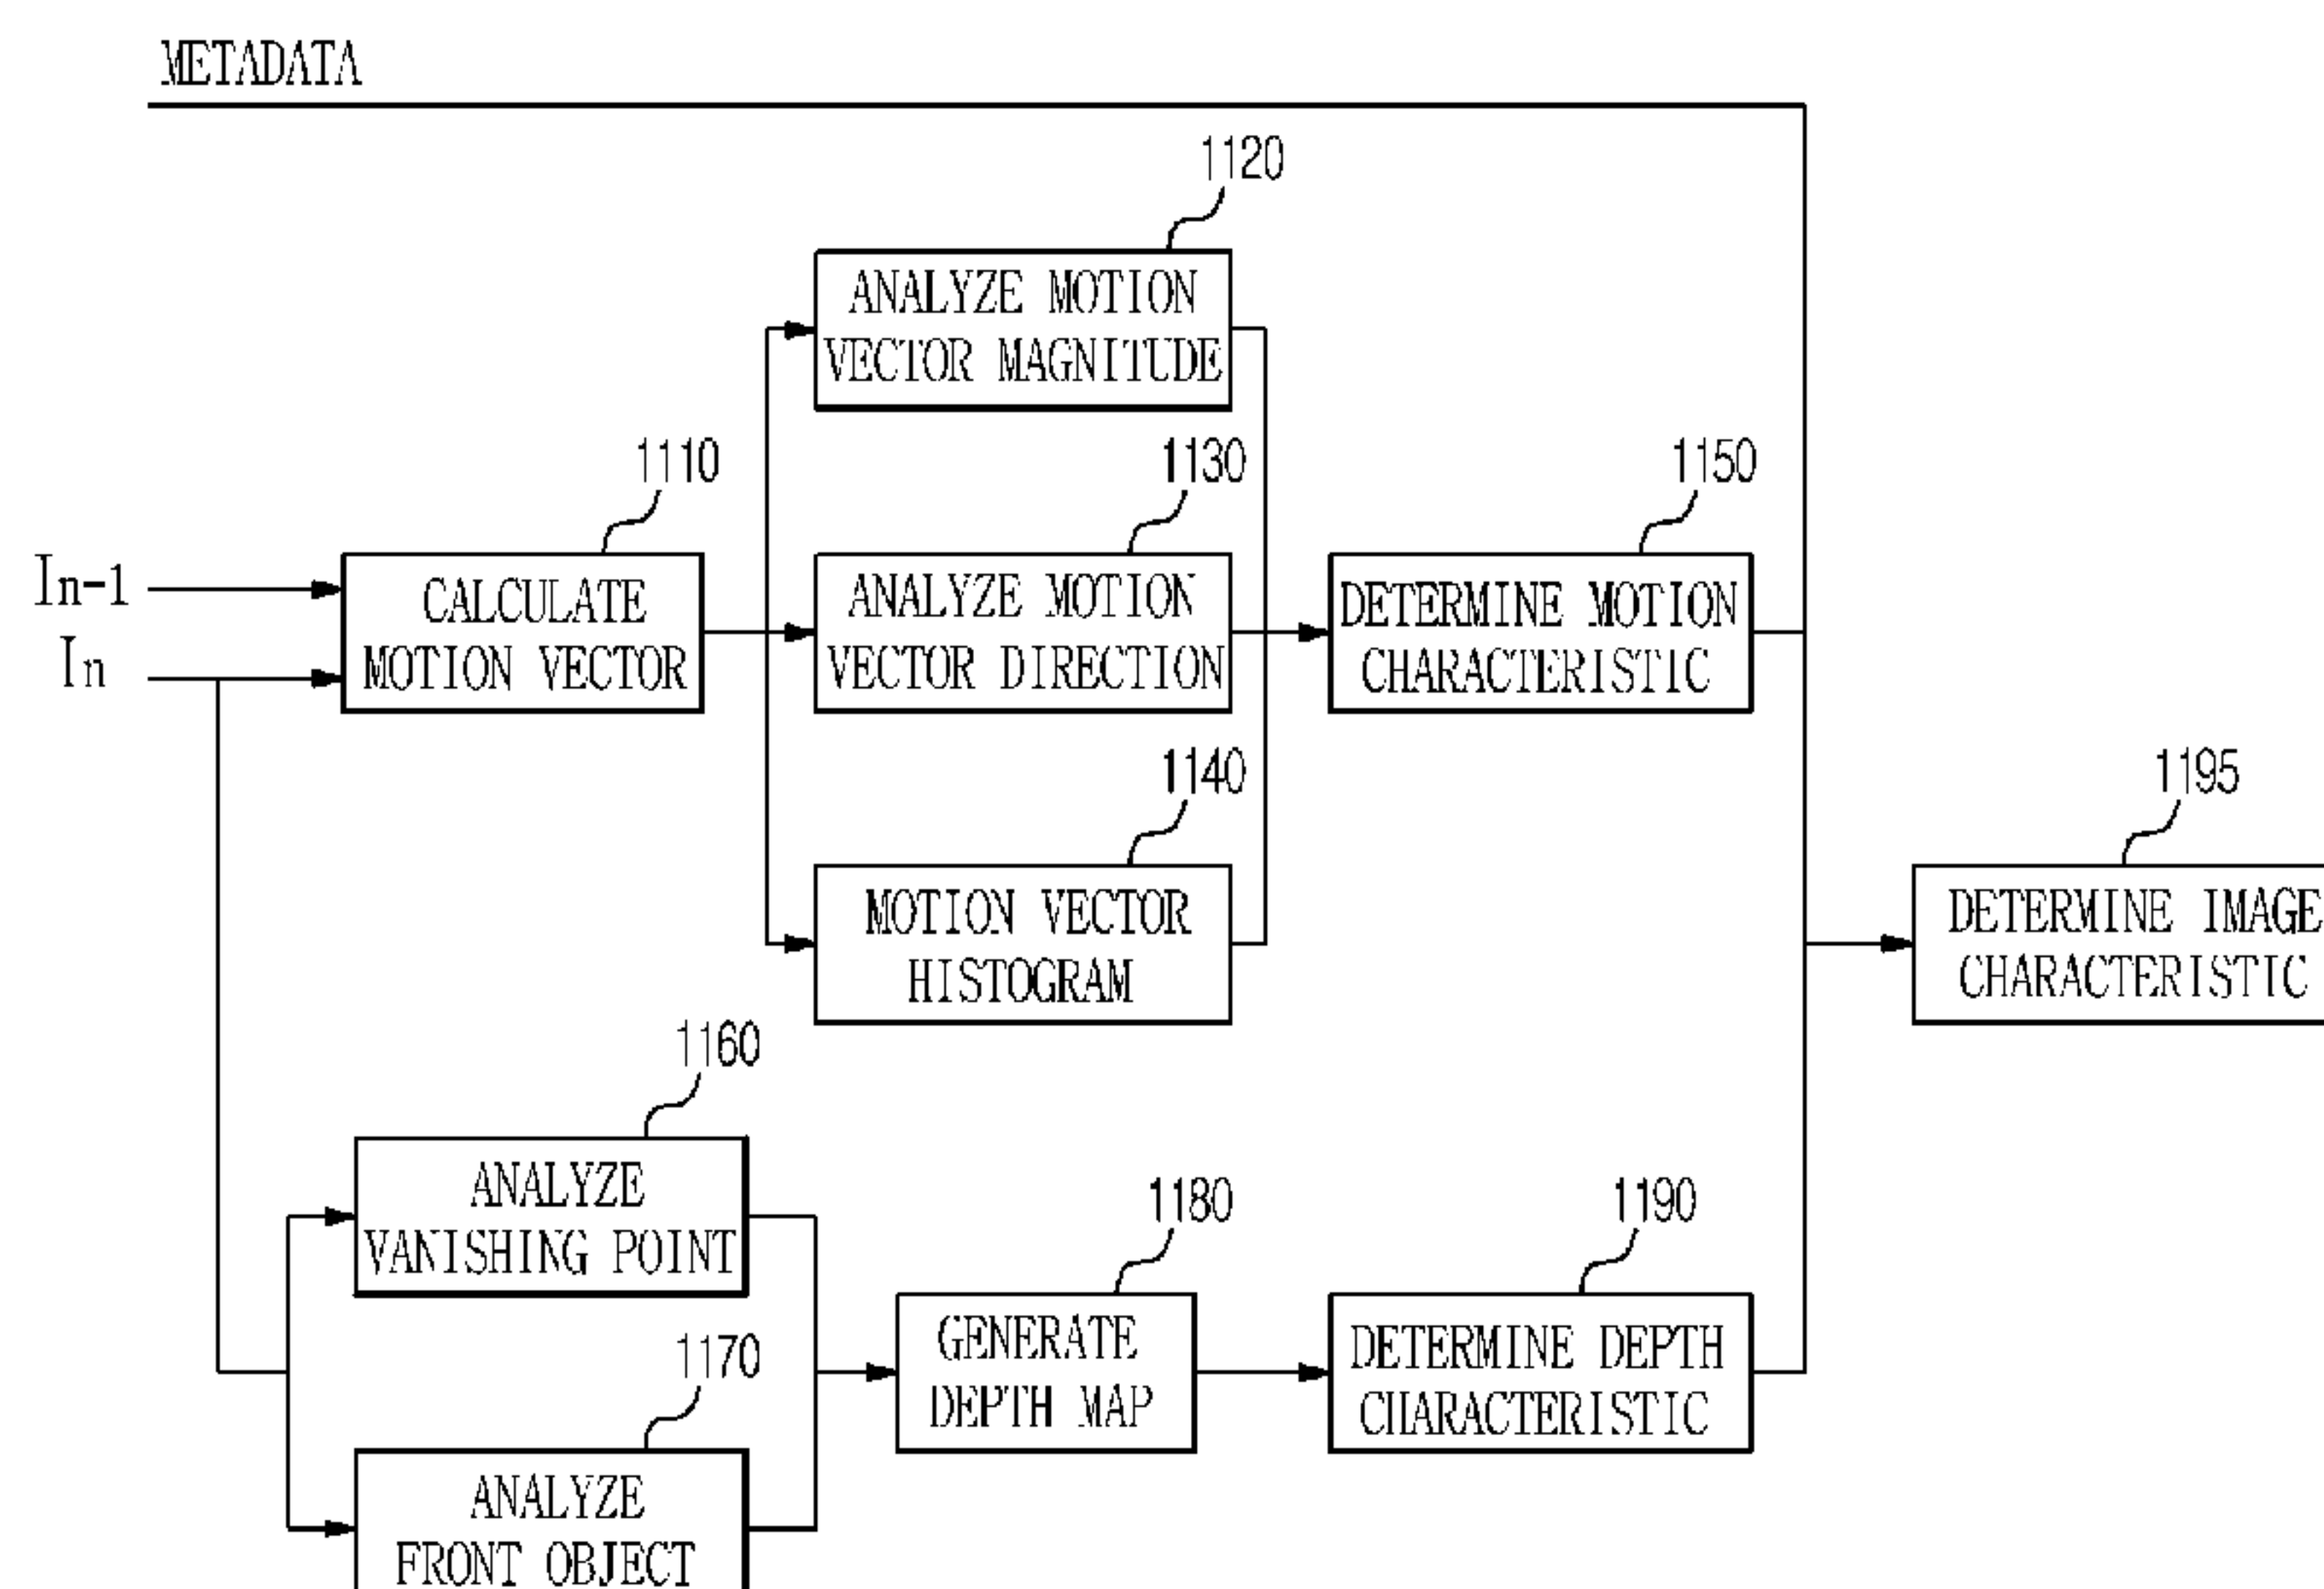 METADATA
1120
ANALYZE MOTION
VECTOR MAGNITUDE
1110
1130
1150
In-1
In
CALCULATE
MOTION VECTOR
ANALYZE MOTION
VECTOR DIRECTION
DETERMINE MOTION
CHARACTERISTIC
1140
1195
MOTION VECTOR
HISTOGRAM
DETERMINE IMAGE
CHARACTERISTIC
1160
ANALYZE
VANISHING POINT
1180
1190
1170
GENERATE
DEPTH MAP
DETERMINE DEPTH
CHARACTERISTIC
ANALYZE
FRONT OBJECT